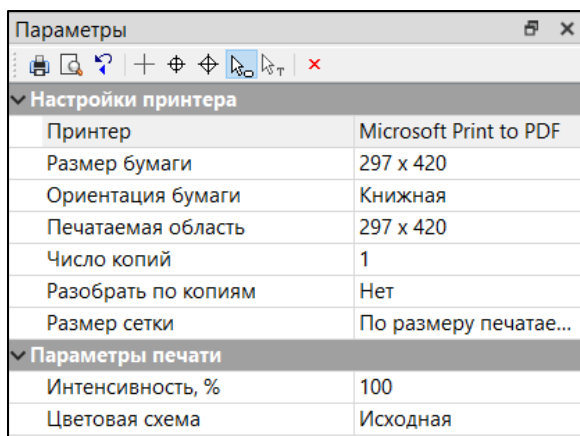 Параметры
Настройки принтера
Принтер Microsoft Print to PDF
Размер бумаги 297 x 420
Ориентация бумаги Книжная
Печатаемая область 297 x 420
Число копий 1
Разобрать по копиям Нет
Размер сетки По размеру печатае...
Параметры печати
Интенсивность, % 100
Цветовая схема Исходная